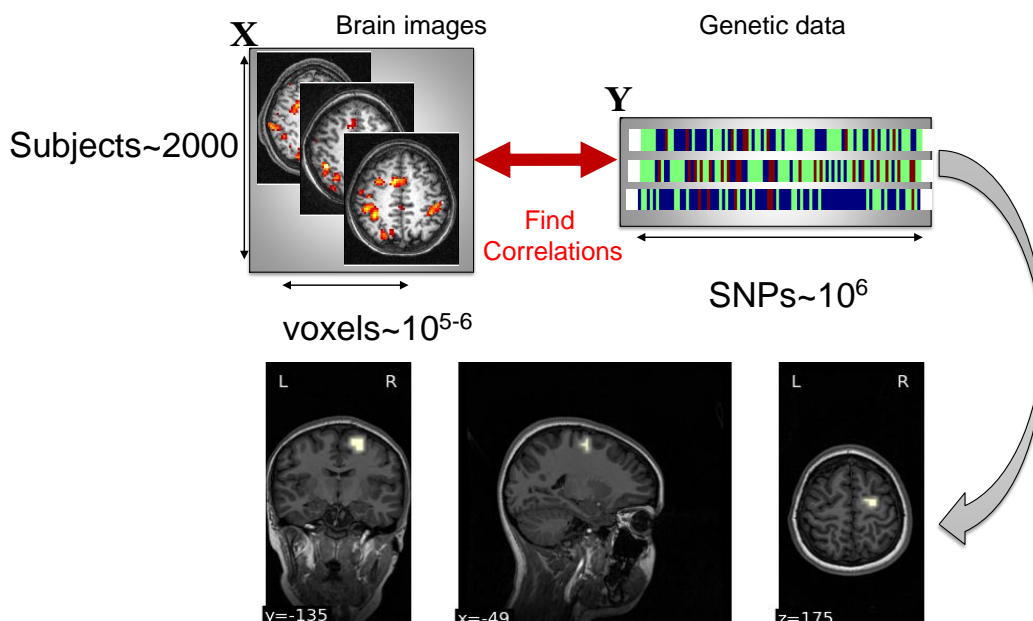 Brain images
Genetic data
X
Y
Subjects~2000
Find
Correlations
SNPs~10⁶
voxels~10⁵⁻⁶
L R
L R
y=-135
x=-49
z=175